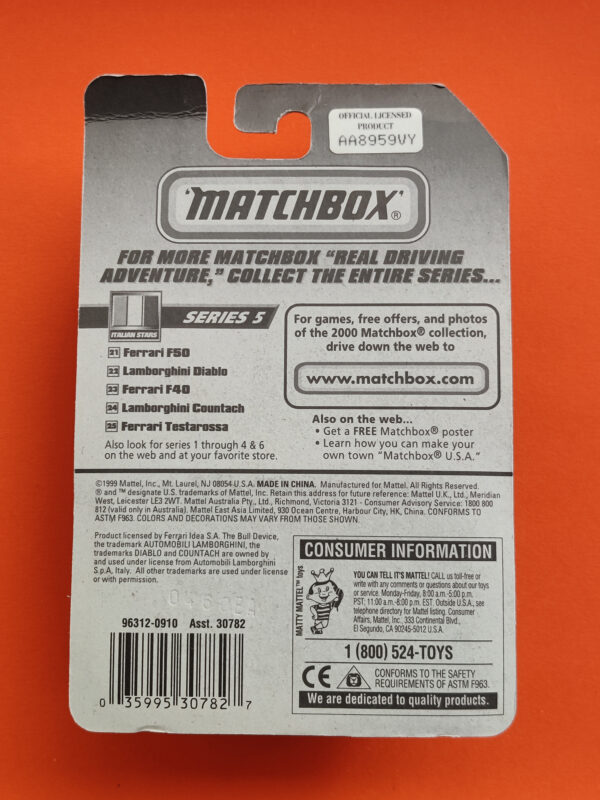 OFFICIAL LICENSED
PRODUCT
AA8959VY
MATCHBOX®
FOR MORE MATCHBOX "REAL DRIVING
ADVENTURE," COLLECT THE ENTIRE SERIES...
ITALIAN STARS
SERIES 5
21 Ferrari F50
22 Lamborghini Diablo
23 Ferrari F40
24 Lamborghini Countach
25 Ferrari Testarossa
Also look for series 1 through 4 & 6
on the web and at your favorite store.
For games, free offers, and photos
of the 2000 Matchbox® collection,
drive down the web to
www.matchbox.com
Also on the web...
• Get a FREE Matchbox® poster
• Learn how you can make your
own town "Matchbox® U.S.A."
©1999 Mattel, Inc., Mt. Laurel, NJ 08054 U.S.A. MADE IN CHINA. Manufactured for Mattel. All Rights Reserved.
® and ™ designate U.S. trademarks of Mattel, Inc. Retain this address for future reference: Mattel U.K., Ltd., Meridian
West, Leicester LE3 2WT. Mattel Australia Pty., Ltd., Richmond, Victoria 3121 - Consumer Advisory Service: 1800 800
812 (valid only in Australia). Mattel East Asia Limited, 930 Ocean Centre, Harbour City, HK, China. CONFORMS TO
ASTM F963. COLORS AND DECORATIONS MAY VARY FROM THOSE SHOWN.
Product licensed by Ferrari Idea S.A. The Bull Device,
the trademark AUTOMOBILI LAMBORGHINI, the
trademarks DIABLO and COUNTACH are owned by
and used under license from Automobili Lamborghini
S.p.A, Italy. All other trademarks are used under license
or with permission.
96312-0910 Asst. 30782
0 35995 30782 7
CONSUMER INFORMATION
MATTY MATTEL™ toys
YOU CAN TELL IT'S MATTEL! CALL us toll-free or
write with any comments or questions about our toys
or service. Monday-Friday, 8:00 a.m.-5:00 p.m.
PST; 11:00 a.m.-8:00 p.m. EST. Outside U.S.A., see
telephone directory for Mattel listing. Consumer
Affairs, Mattel, Inc. 333 Continental Blvd.,
El Segundo, CA 90245-5012 U.S.A.
1 (800) 524-TOYS
CE
CONFORMS TO THE SAFETY
REQUIREMENTS OF ASTM F963.
We are dedicated to quality products.